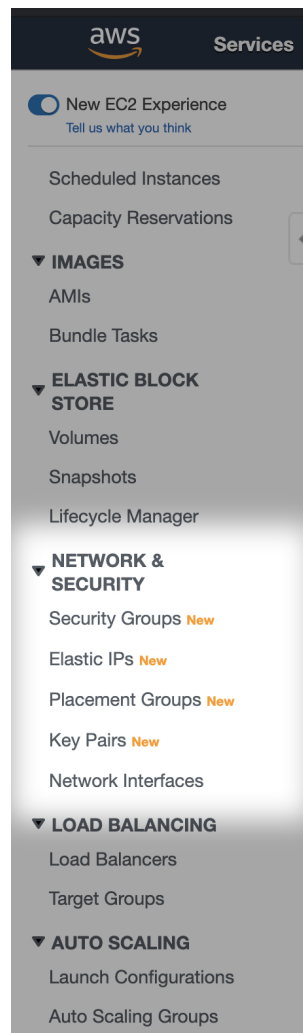 aws
Services
New EC2 Experience
Tell us what you think
Scheduled Instances
Capacity Reservations
IMAGES
AMIs
Bundle Tasks
ELASTIC BLOCK
STORE
Volumes
Snapshots
Lifecycle Manager
NETWORK &
SECURITY
Security Groups New
Elastic IPs New
Placement Groups New
Key Pairs New
Network Interfaces
LOAD BALANCING
Load Balancers
Target Groups
AUTO SCALING
Launch Configurations
Auto Scaling Groups